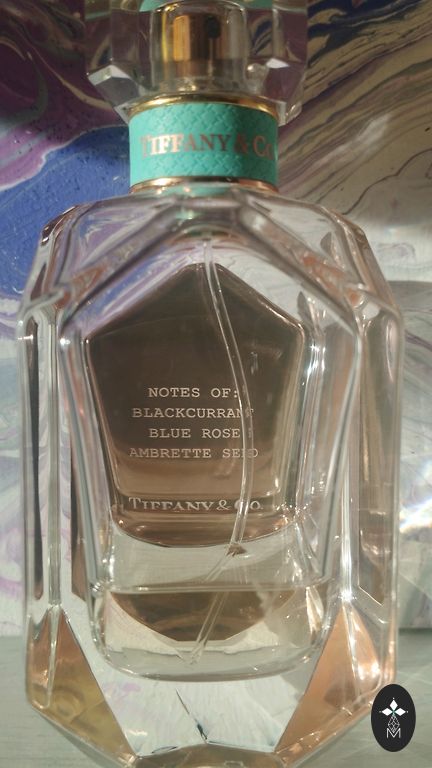 TIFFANY & Co.
NOTES OF:
BLACKCURRANT
BLUE ROSE
AMBRETTE SEED
TIFFANY & Co.
M